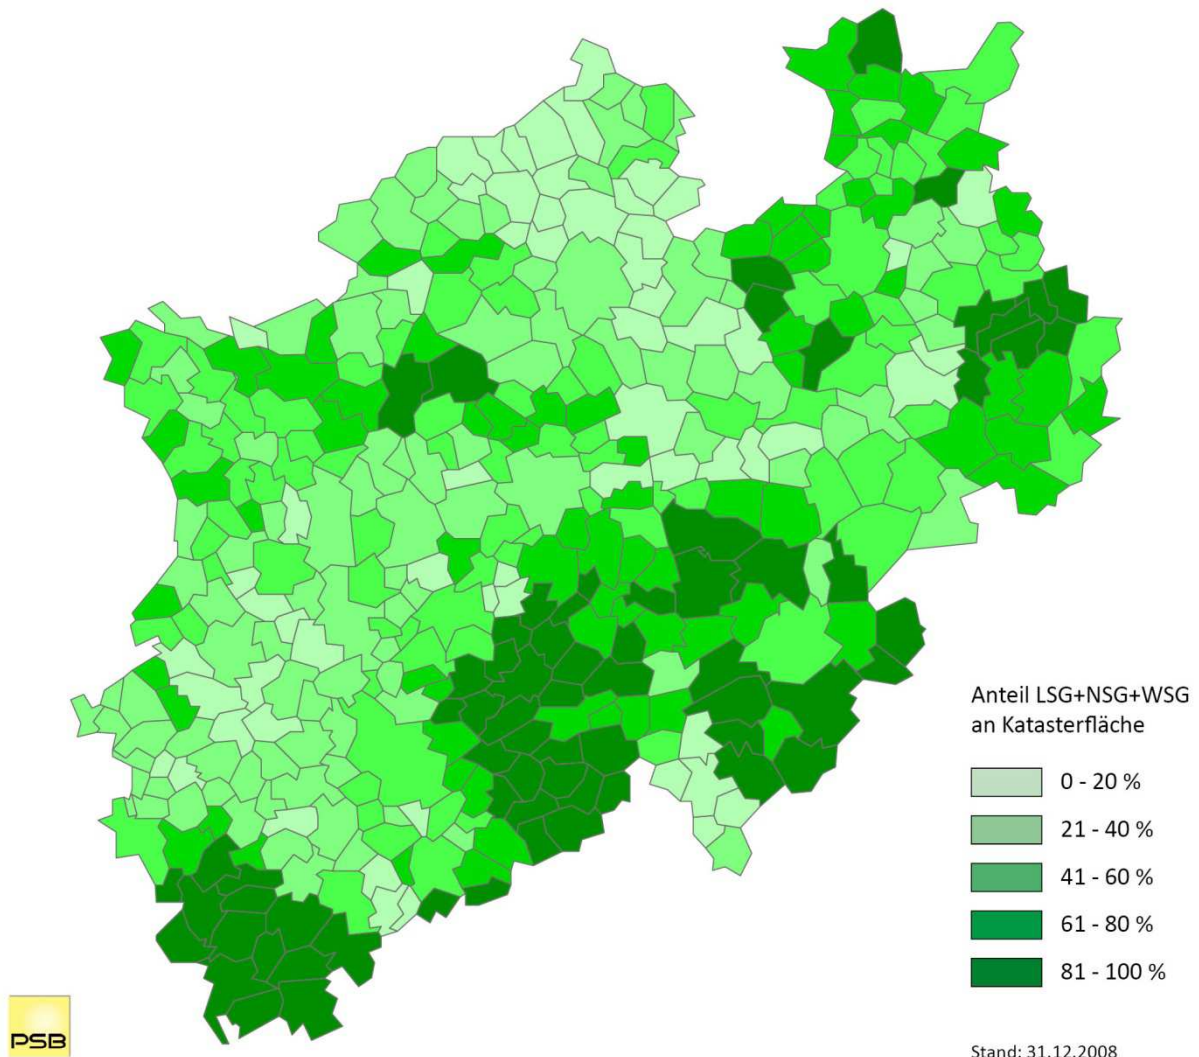 Anteil LSG+NSG+WSG
an Katasterfläche
0 - 20 %
21 - 40 %
41 - 60 %
61 - 80 %
81 - 100 %
PSB
Stand: 31.12.2008